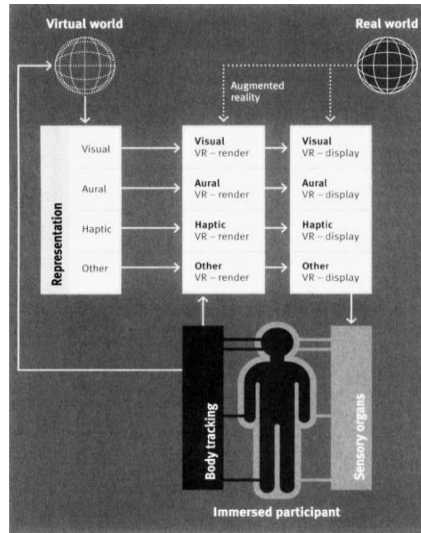 Virtual world
Real world
Augmented
reality
Representation
Visual
Aural
Haptic
Other
Visual
VR – render
Aural
VR – render
Haptic
VR – render
Other
VR – render
Visual
VR – display
Aural
VR – display
Haptic
VR – display
Other
VR – display
Body tracking
Sensory organs
Immersed participant